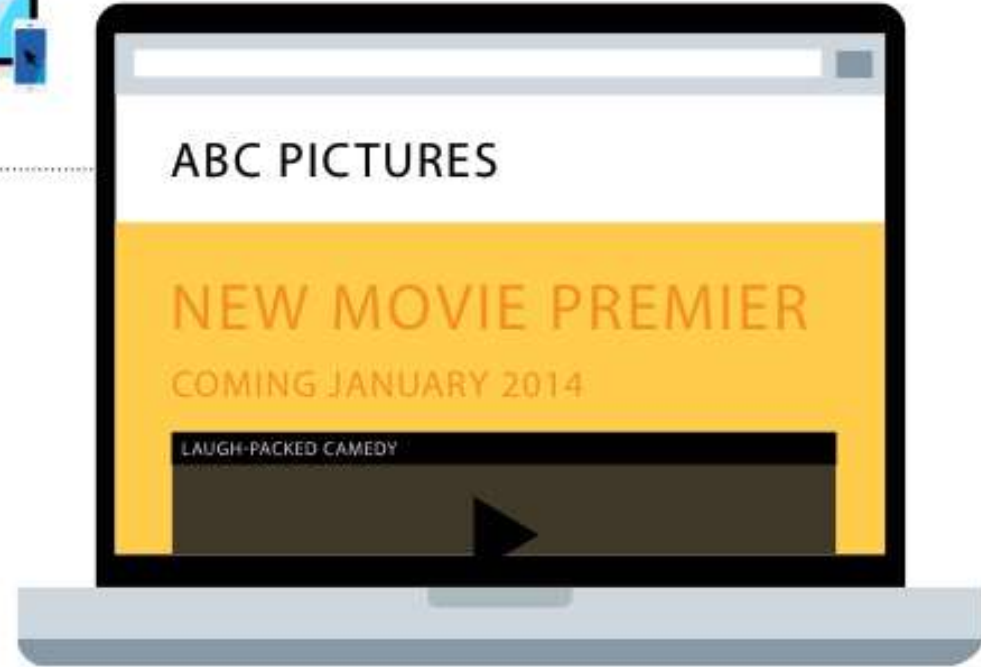 ABC PICTURES
NEW MOVIE PREMIER
COMING JANUARY 2014
LAUGH-PACKED CAMEDY